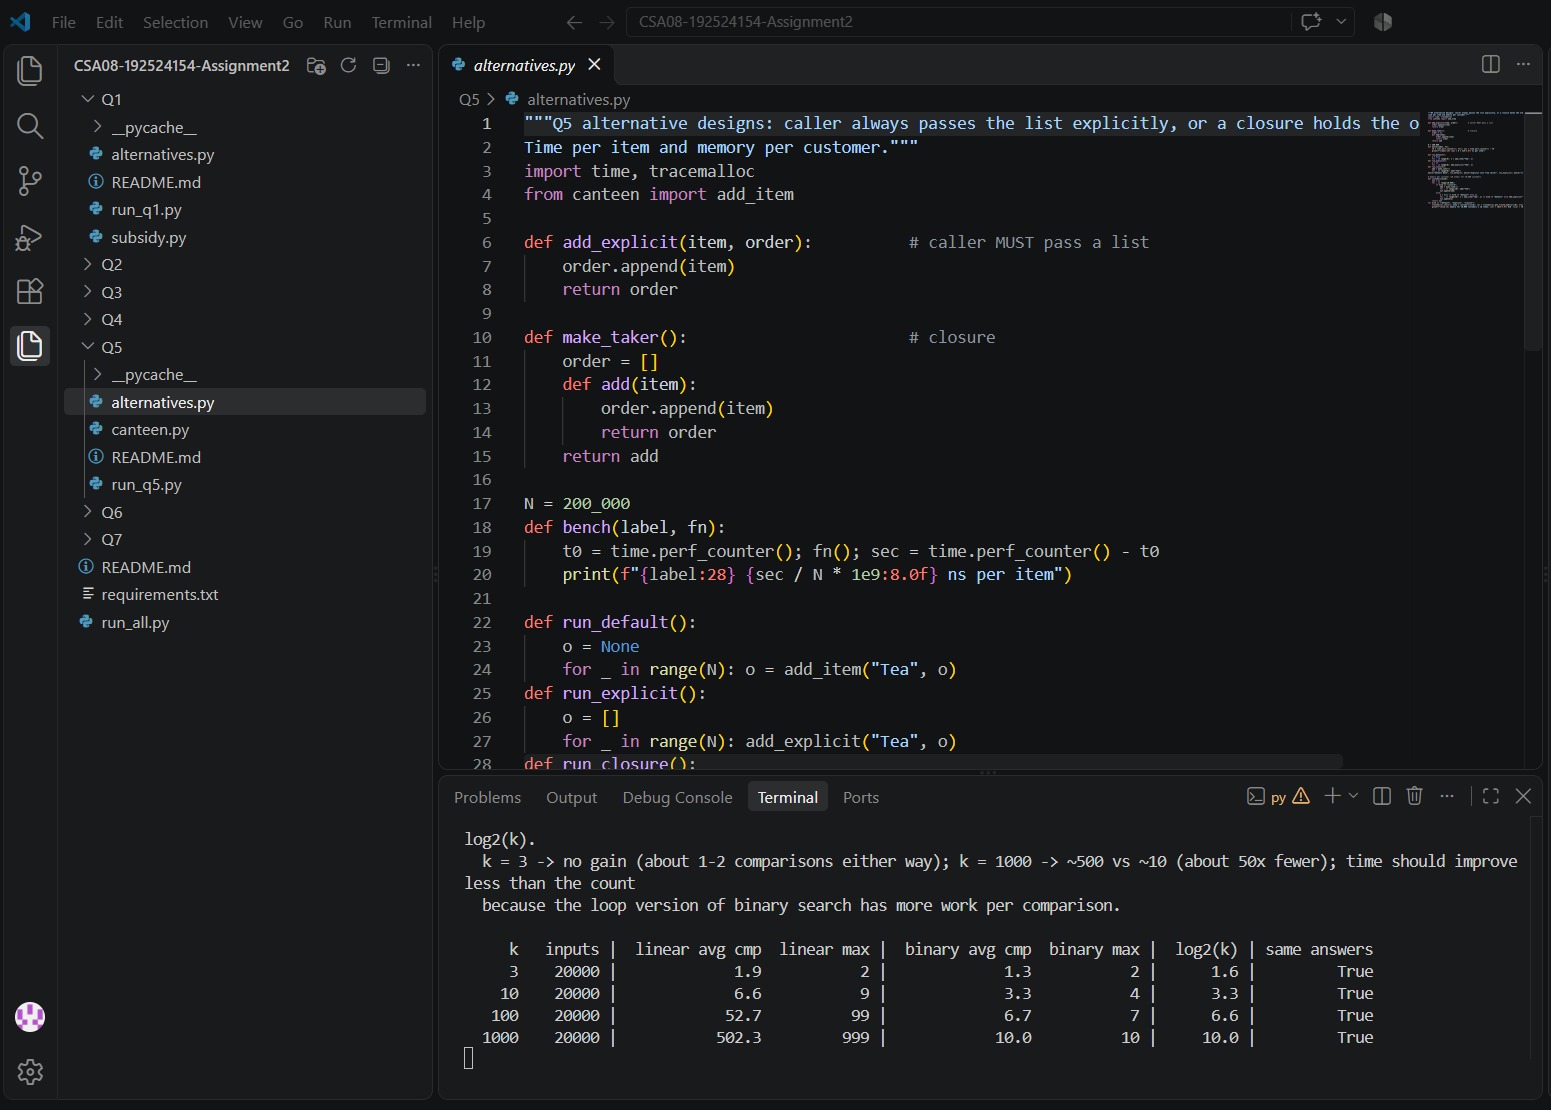 File Edit Selection View Go Run Terminal Help
CSA08-192524154-Assignment2
CSA08-192524154-Assignment2
Q1
__pycache__
alternatives.py
README.md
run_q1.py
subsidy.py
Q2
Q3
Q4
Q5
__pycache__
alternatives.py
canteen.py
README.md
run_q5.py
Q6
Q7
README.md
requirements.txt
run_all.py
alternatives.py
Q5 > alternatives.py
1 """Q5 alternative designs: caller always passes the list explicitly, or a closure holds the o
2 Time per item and memory per customer."""
3 import time, tracemalloc
4 from canteen import add_item
5
6 def add_explicit(item, order): # caller MUST pass a list
7 order.append(item)
8 return order
9
10 def make_taker(): # closure
11 order = []
12 def add(item):
13 order.append(item)
14 return order
15 return add
16
17 N = 200_000
18 def bench(label, fn):
19 t0 = time.perf_counter(); fn(); sec = time.perf_counter() - t0
20 print(f"{label:28} {sec / N * 1e9:8.0f} ns per item")
21
22 def run_default():
23 o = None
24 for _ in range(N): o = add_item("Tea", o)
25 def run_explicit():
26 o = []
27 for _ in range(N): add_explicit("Tea", o)
28 def run_closure():
Problems Output Debug Console Terminal Ports
py
log2(k).
k = 3 -> no gain (about 1-2 comparisons either way); k = 1000 -> ~500 vs ~10 (about 50x fewer); time should improve
less than the count
because the loop version of binary search has more work per comparison.
k inputs | linear avg cmp linear max | binary avg cmp binary max | log2(k) | same answers
3 20000 | 1.9 2 | 1.3 2 | 1.6 | True
10 20000 | 6.6 9 | 3.3 4 | 3.3 | True
100 20000 | 52.7 99 | 6.7 7 | 6.6 | True
1000 20000 | 502.3 999 | 10.0 10 | 10.0 | True